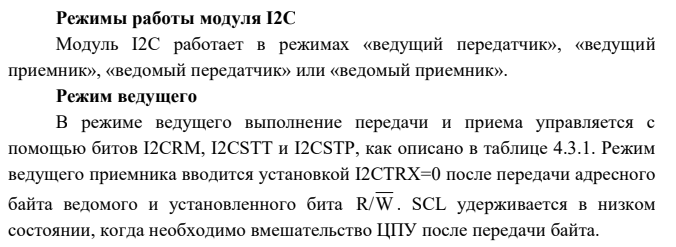 Режимы работы модуля I2C
Модуль I2C работает в режимах «ведущий передатчик», «ведущий
приемник», «ведомый передатчик» или «ведомый приемник».
Режим ведущего
В режиме ведущего выполнение передачи и приема управляется с
помощью битов I2CRM, I2CSTT и I2CSTP, как описано в таблице 4.3.1. Режим
ведущего приемника вводится установкой I2CTRX=0 после передачи адресного
байта ведомого и установленного бита R/W̅. SCL удерживается в низком
состоянии, когда необходимо вмешательство ЦПУ после передачи байта.